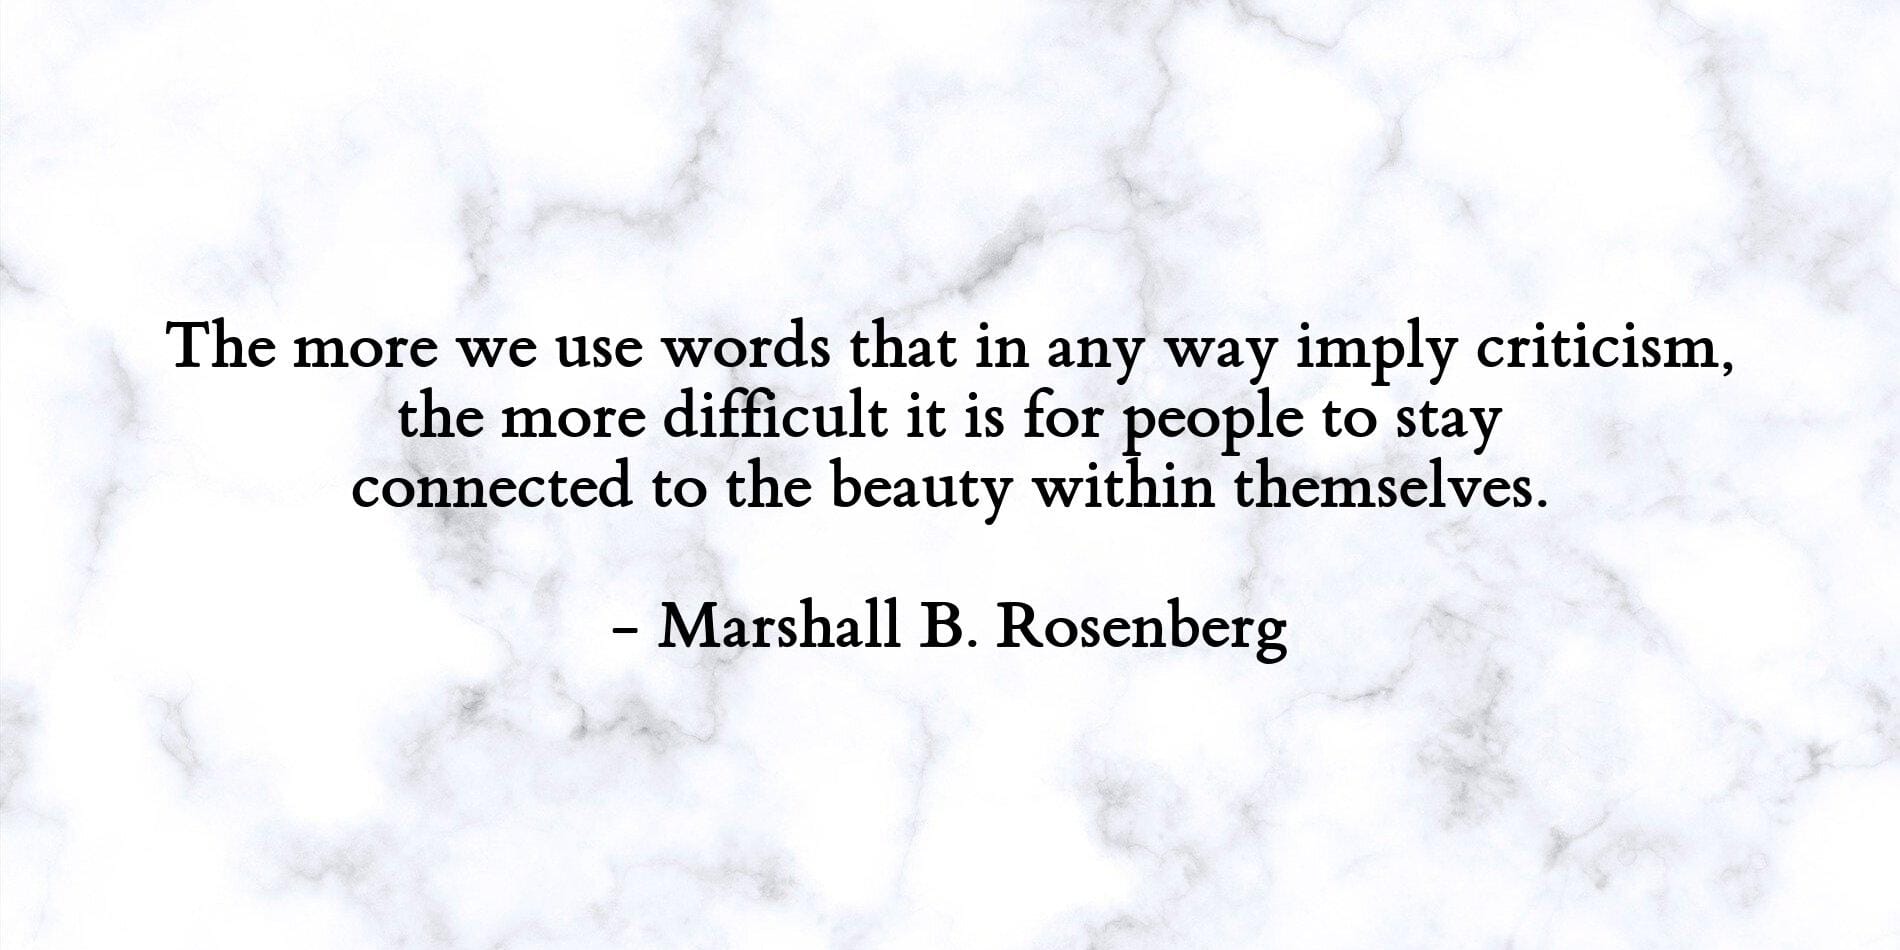 The more we use words that in any way imply criticism,
the more difficult it is for people to stay
connected to the beauty within themselves.
- Marshall B. Rosenberg